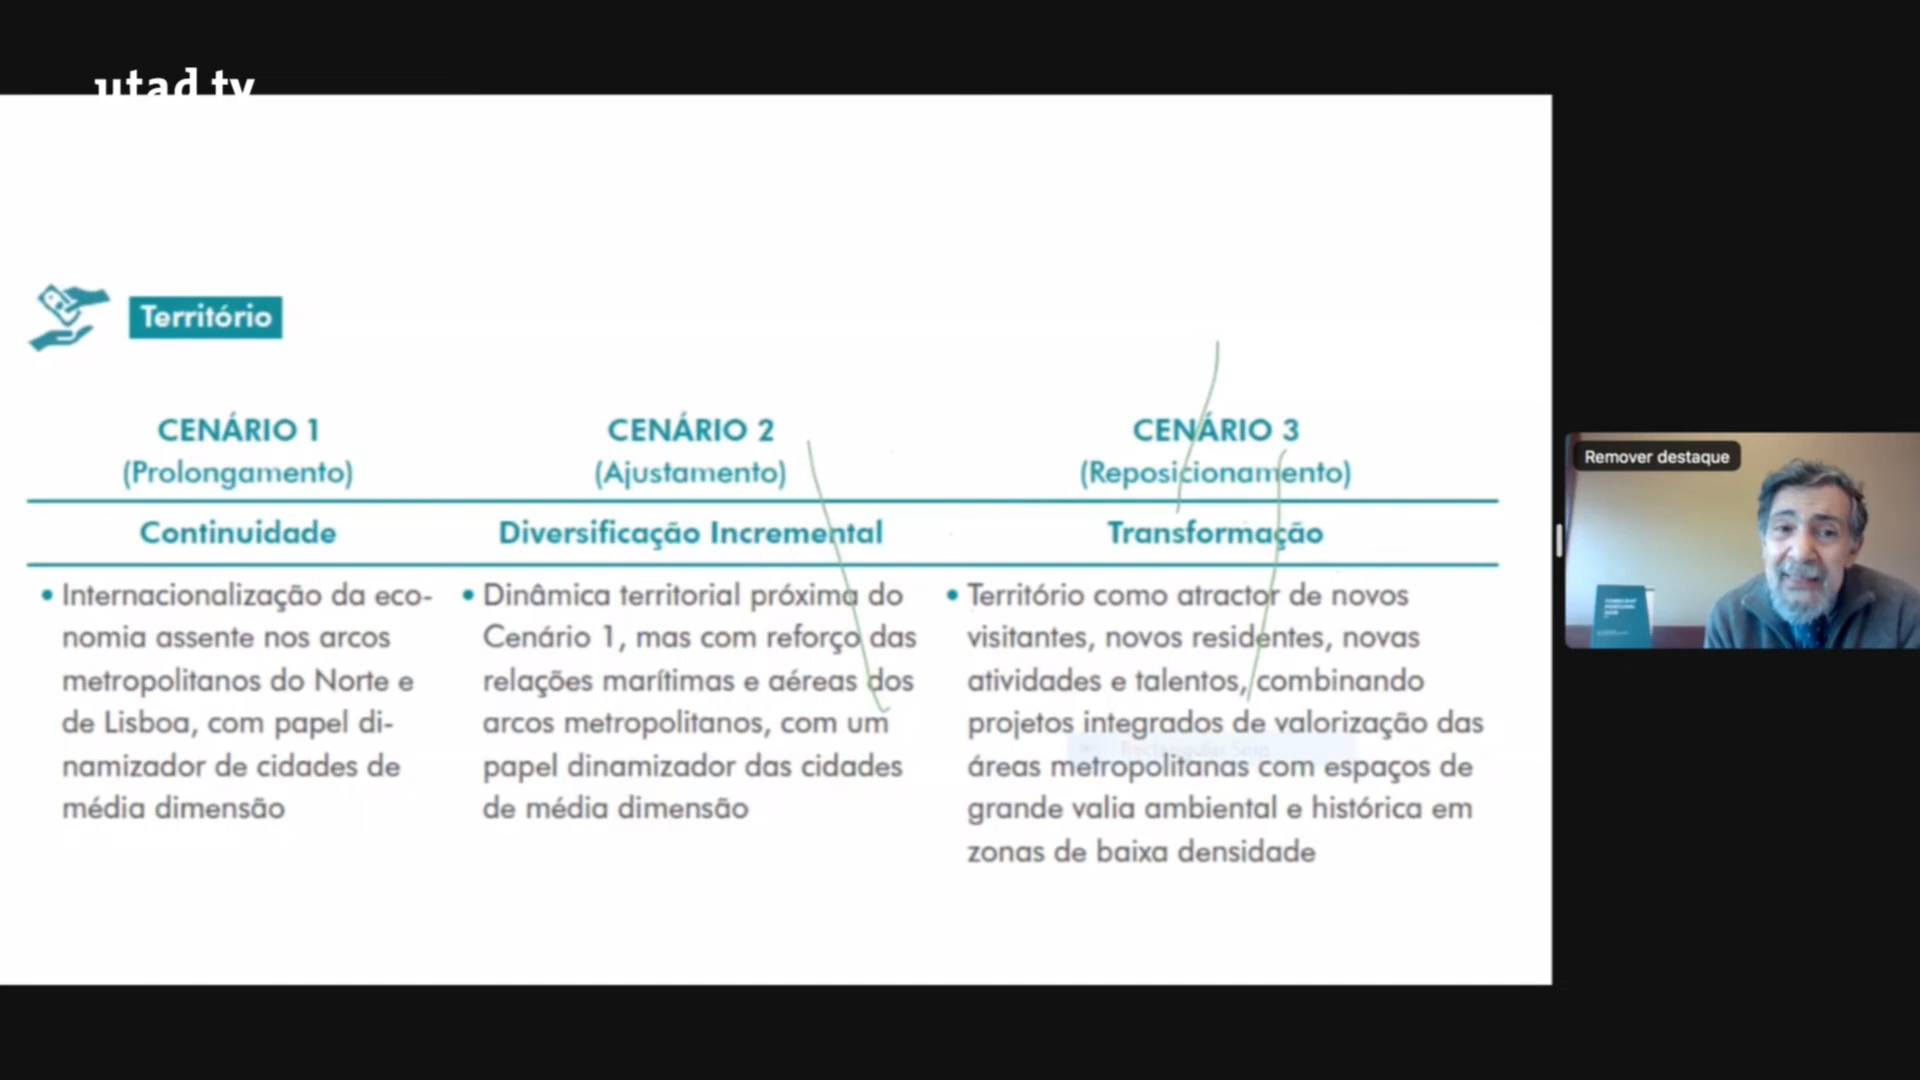 utad.tv
Território
CENÁRIO 1
(Prolongamento)
Continuidade
• Internacionalização da eco-
nomia assente nos arcos
metropolitanos do Norte e
de Lisboa, com papel di-
namizador de cidades de
média dimensão
CENÁRIO 2
(Ajustamento)
Diversificação Incremental
• Dinâmica territorial próxima do
Cenário 1, mas com reforço das
relações marítimas e aéreas dos
arcos metropolitanos, com um
papel dinamizador das cidades
de média dimensão
CENÁRIO 3
(Reposicionamento)
Transformação
• Território como atractor de novos
visitantes, novos residentes, novas
atividades e talentos, combinando
projetos integrados de valorização das
áreas metropolitanas com espaços de
grande valia ambiental e histórica em
zonas de baixa densidade
Rectangular Snip
Remover destaque